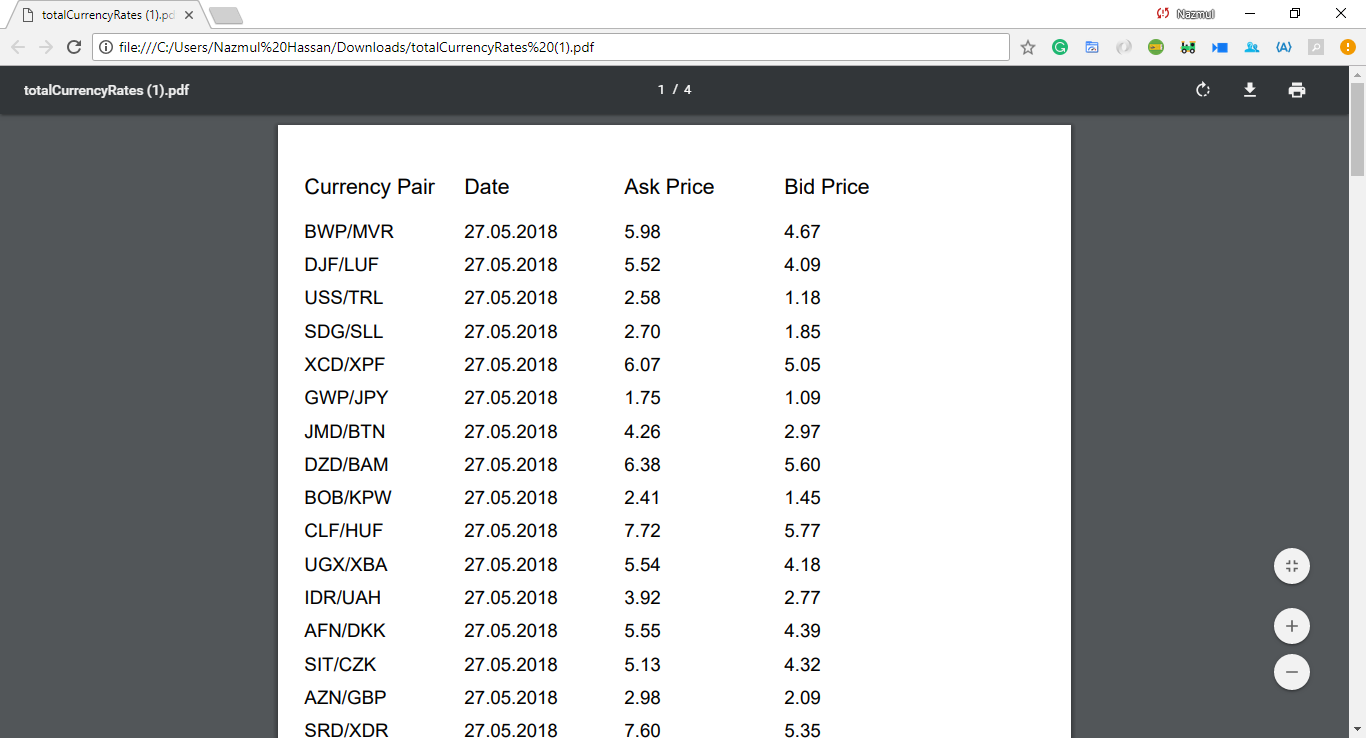 totalCurrencyRates (1).pd
Nazmul
file:///C:/Users/Nazmul%20Hassan/Downloads/totalCurrencyRates%20(1).pdf
totalCurrencyRates (1).pdf 1 / 4
Currency Pair Date Ask Price Bid Price
BWP/MVR 27.05.2018 5.98 4.67
DJF/LUF 27.05.2018 5.52 4.09
USS/TRL 27.05.2018 2.58 1.18
SDG/SLL 27.05.2018 2.70 1.85
XCD/XPF 27.05.2018 6.07 5.05
GWP/JPY 27.05.2018 1.75 1.09
JMD/BTN 27.05.2018 4.26 2.97
DZD/BAM 27.05.2018 6.38 5.60
BOB/KPW 27.05.2018 2.41 1.45
CLF/HUF 27.05.2018 7.72 5.77
UGX/XBA 27.05.2018 5.54 4.18
IDR/UAH 27.05.2018 3.92 2.77
AFN/DKK 27.05.2018 5.55 4.39
SIT/CZK 27.05.2018 5.13 4.32
AZN/GBP 27.05.2018 2.98 2.09
SRD/XDR 27.05.2018 7.60 5.35